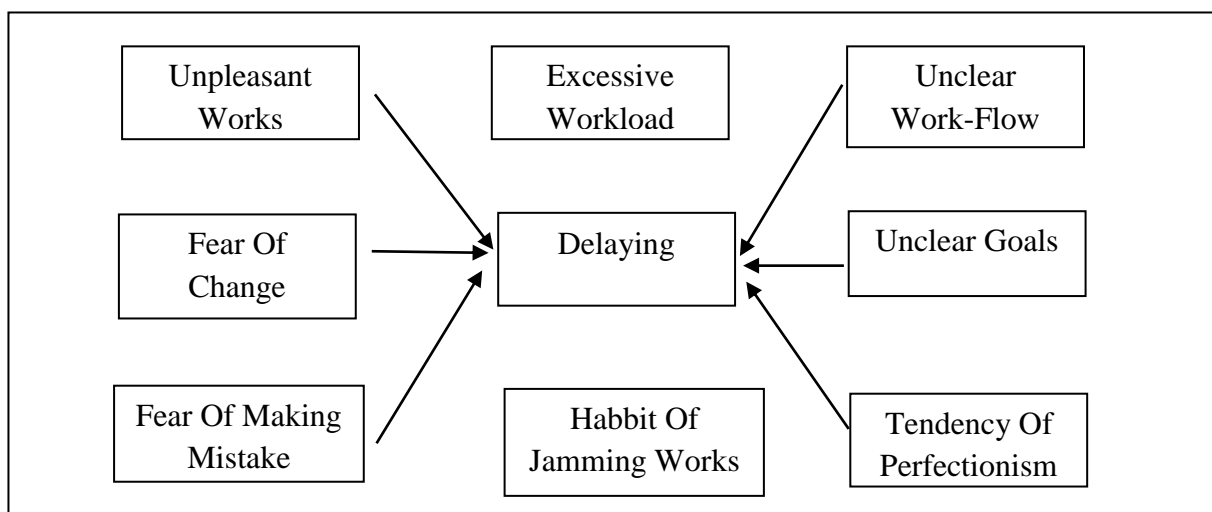 Unpleasant
Works
Excessive
Workload
Unclear
Work-Flow
Fear Of
Change
Delaying
Unclear Goals
Fear Of Making
Mistake
Habbit Of
Jamming Works
Tendency Of
Perfectionism